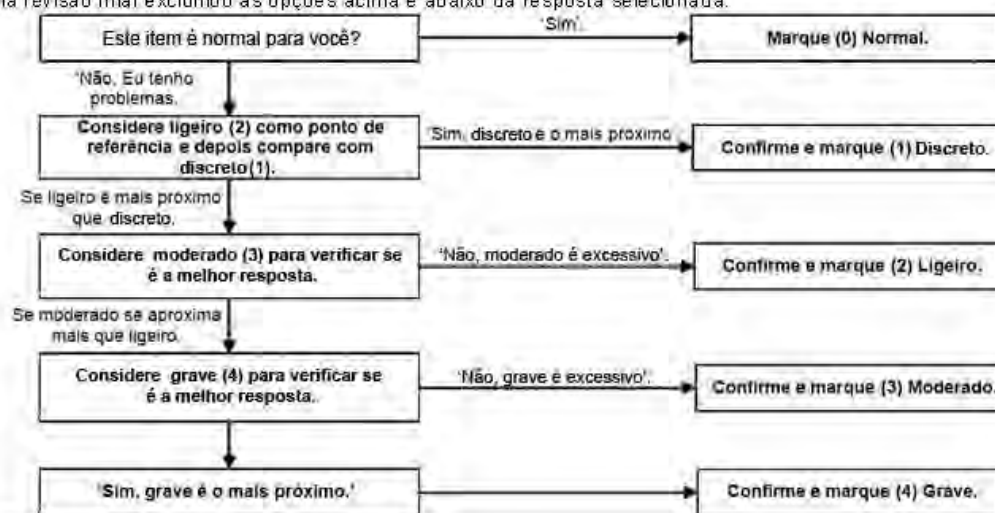 revisão final excluindo as opções acima e abaixo da resposta selecionada.
Este item é normal para você?
'Sim'.
Marque (0) Normal.
'Não, Eu tenho
problemas.
Considere ligeiro (2) como ponto de
referência e depois compare com
discreto(1).
'Sim, discreto é o mais próximo
Confirme e marque (1) Discreto.
Se ligeiro é mais próximo
que discreto.
Considere moderado (3) para verificar se
é a melhor resposta.
'Não, moderado é excessivo'.
Confirme e marque (2) Ligeiro.
Se moderado se aproxima
mais que ligeiro.
Considere grave (4) para verificar se
é a melhor resposta.
'Não, grave é excessivo'.
Confirme e marque (3) Moderado.
'Sim, grave é o mais próximo.'
Confirme e marque (4) Grave.